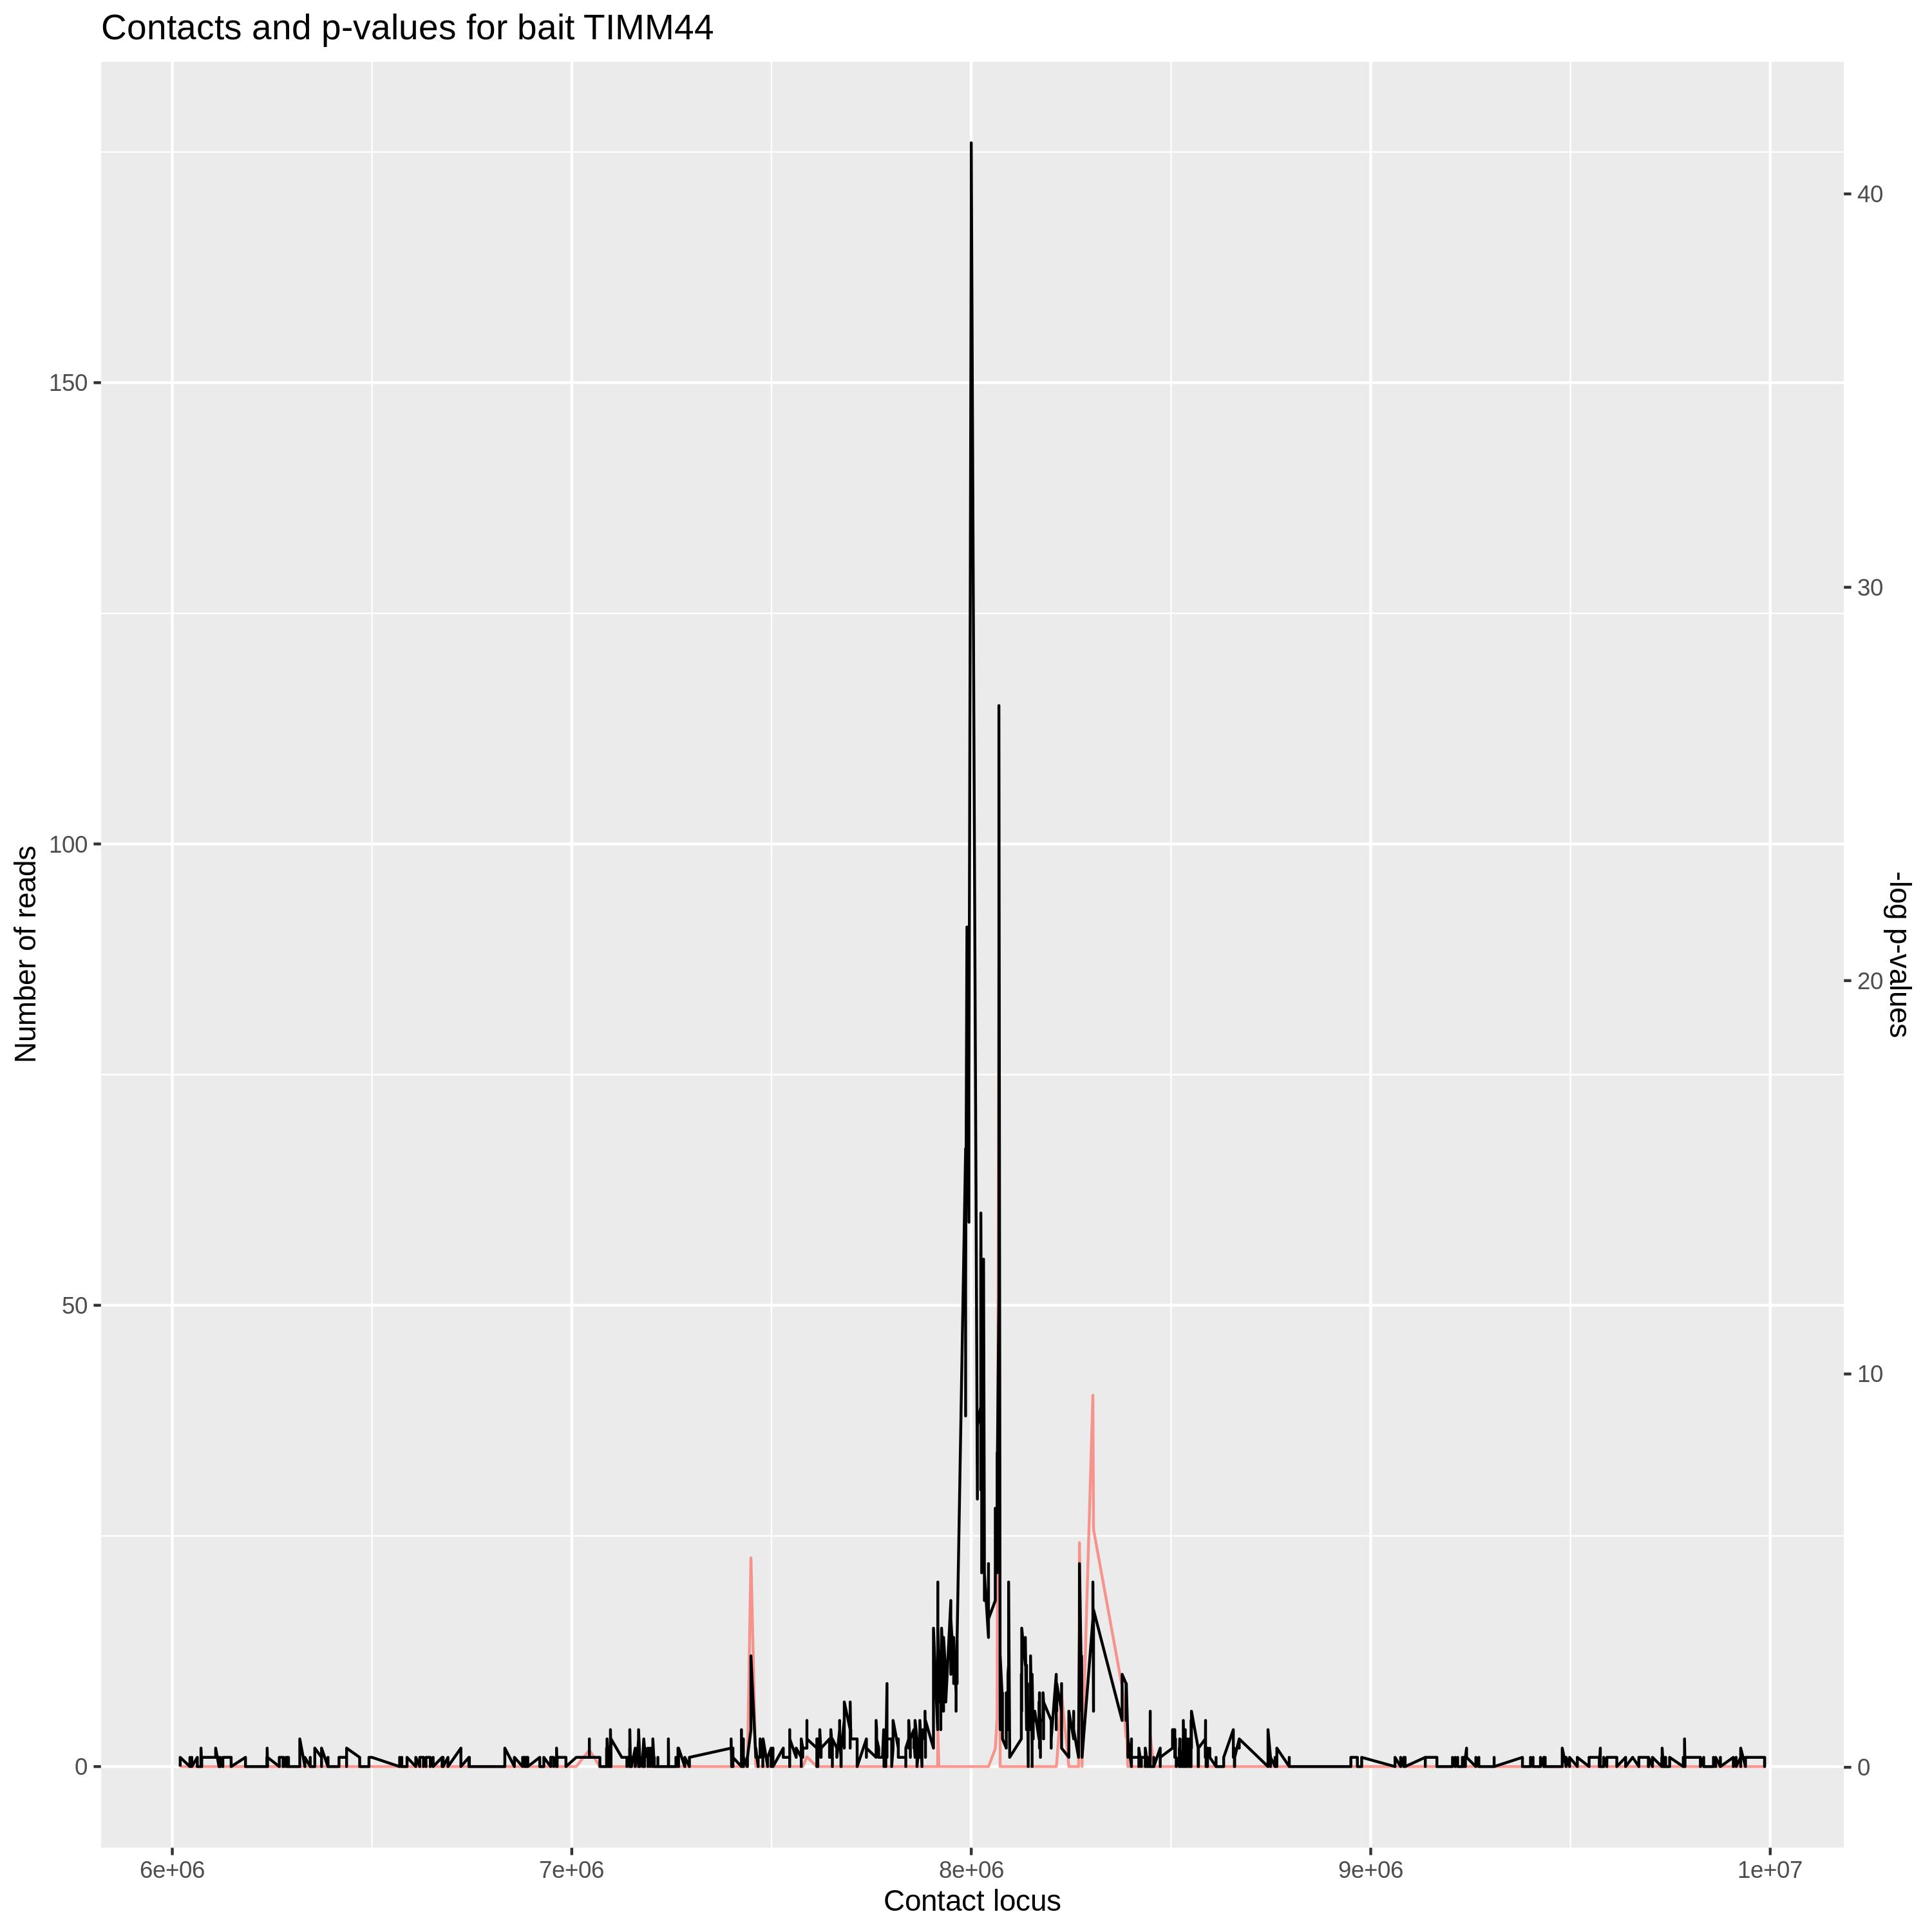 Contacts and p-values for bait TIMM44
Number of reads
150
100
50
0
40
30
20
10
0
-log p-values
6e+06 7e+06 8e+06 9e+06 1e+07
Contact locus